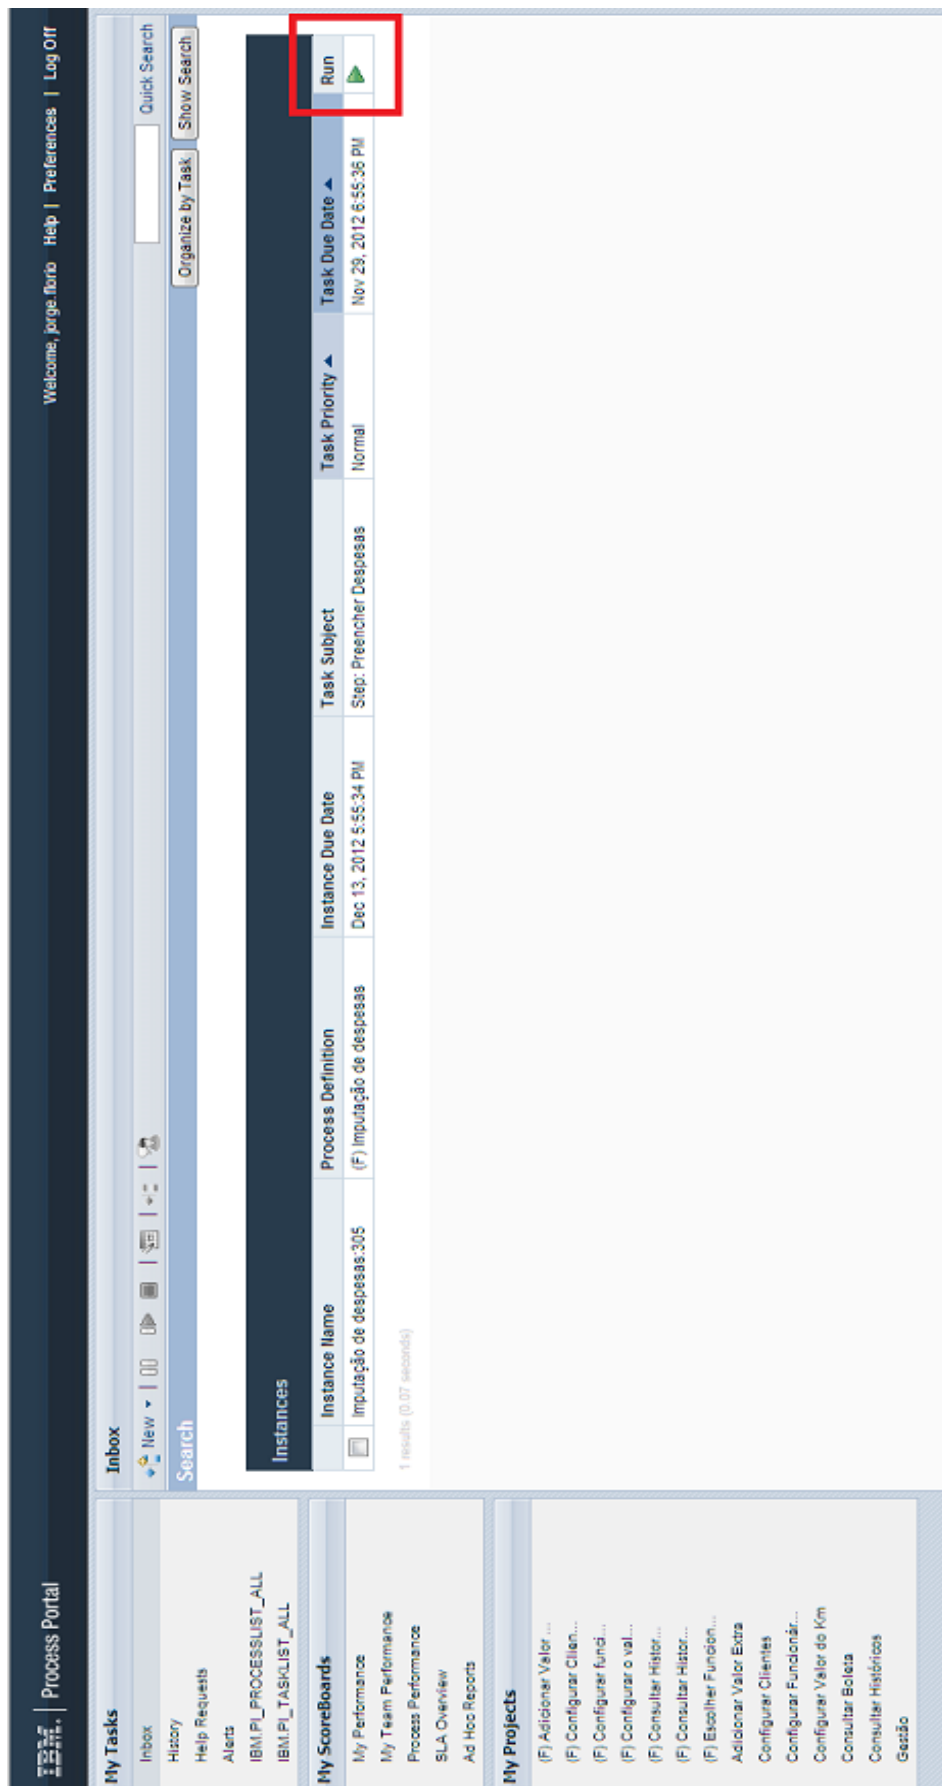 IBM. | Process Portal
Welcome, jorge.florio Help | Preferences | Log Off
My Tasks
Inbox
History
Help Requests
Alerts
IBM.PI_PROCESSLIST_ALL
IBM.PI_TASKLIST_ALL
My ScoreBoards
My Performance
My Team Performance
Process Performance
SLA Overview
Ad Hoc Reports
My Projects
(F) Adicionar Valor ...
(F) Configurar Clien...
(F) Configurar funci...
(F) Configurar o val...
(F) Consultar Histor...
(F) Consultar Histor...
(F) Escolher Funcion...
Adicionar Valor Extra
Configurar Clientes
Configurar Funcionár...
Configurar Valor do Km
Consultar Boleta
Consultar Históricos
Gestão
Inbox
New
Quick Search
Search
Organize by Task Show Search
Instances
Instance Name Process Definition Instance Due Date Task Subject Task Priority Task Due Date Run
Imputação de despesas:305 (F) Imputação de despesas Dec 13, 2012 5:55:34 PM Step: Preencher Despesas Normal Nov 29, 2012 6:55:36 PM
1 results (0.07 seconds)